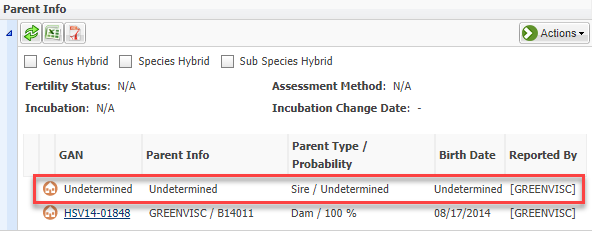 Parent Info
Actions
Genus Hybrid Species Hybrid Sub Species Hybrid
Fertility Status: N/A Assessment Method: N/A
Incubation: N/A Incubation Change Date: -
GAN Parent Info Parent Type / Probability Birth Date Reported By
Undetermined Undetermined Sire / Undetermined Undetermined [GREENVISC]
HSV14-01848 GREENVISC / B14011 Dam / 100 % 08/17/2014 [GREENVISC]